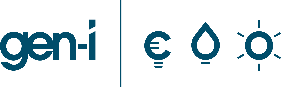 gen-i €